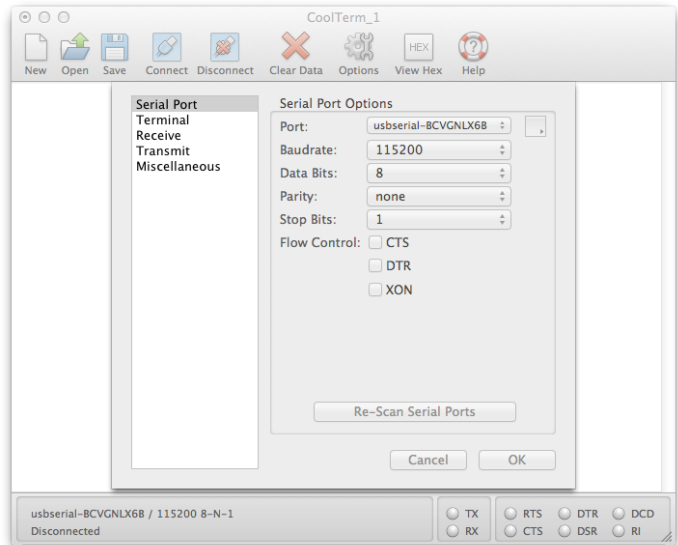 CoolTerm_1
New Open Save Connect Disconnect Clear Data Options HEX View Hex Help
Serial Port
Terminal
Receive
Transmit
Miscellaneous
Serial Port Options
Port: usbserial-BCVGNLX6B
Baudrate: 115200
Data Bits: 8
Parity: none
Stop Bits: 1
Flow Control: CTS
DTR
XON
Re-Scan Serial Ports
Cancel OK
usbserial-BCVGNLX6B / 115200 8-N-1
Disconnected
TX RTS DTR DCD
RX CTS DSR RI